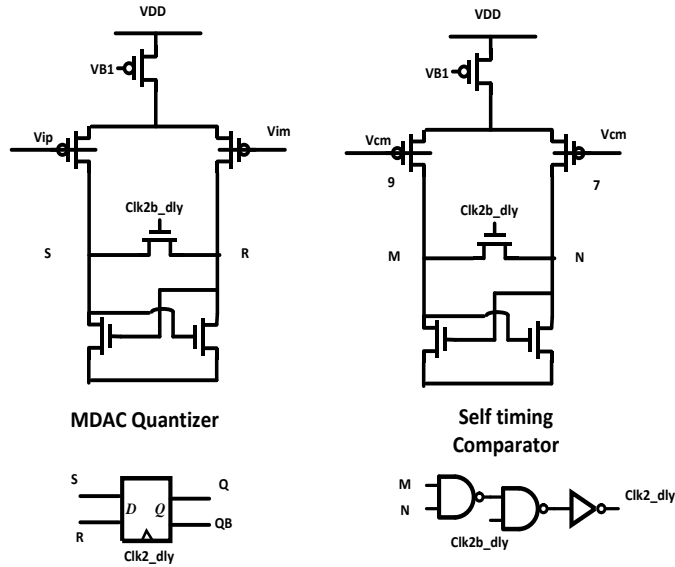 VDD
VB1
Vip
Vim
Clk2b_dly
S
R
MDAC Quantizer
S
R
D
Q
Q
QB
Clk2_dly
VDD
VB1
Vcm
Vcm
9
7
Clk2b_dly
M
N
Self timing
Comparator
M
N
Clk2b_dly
Clk2_dly